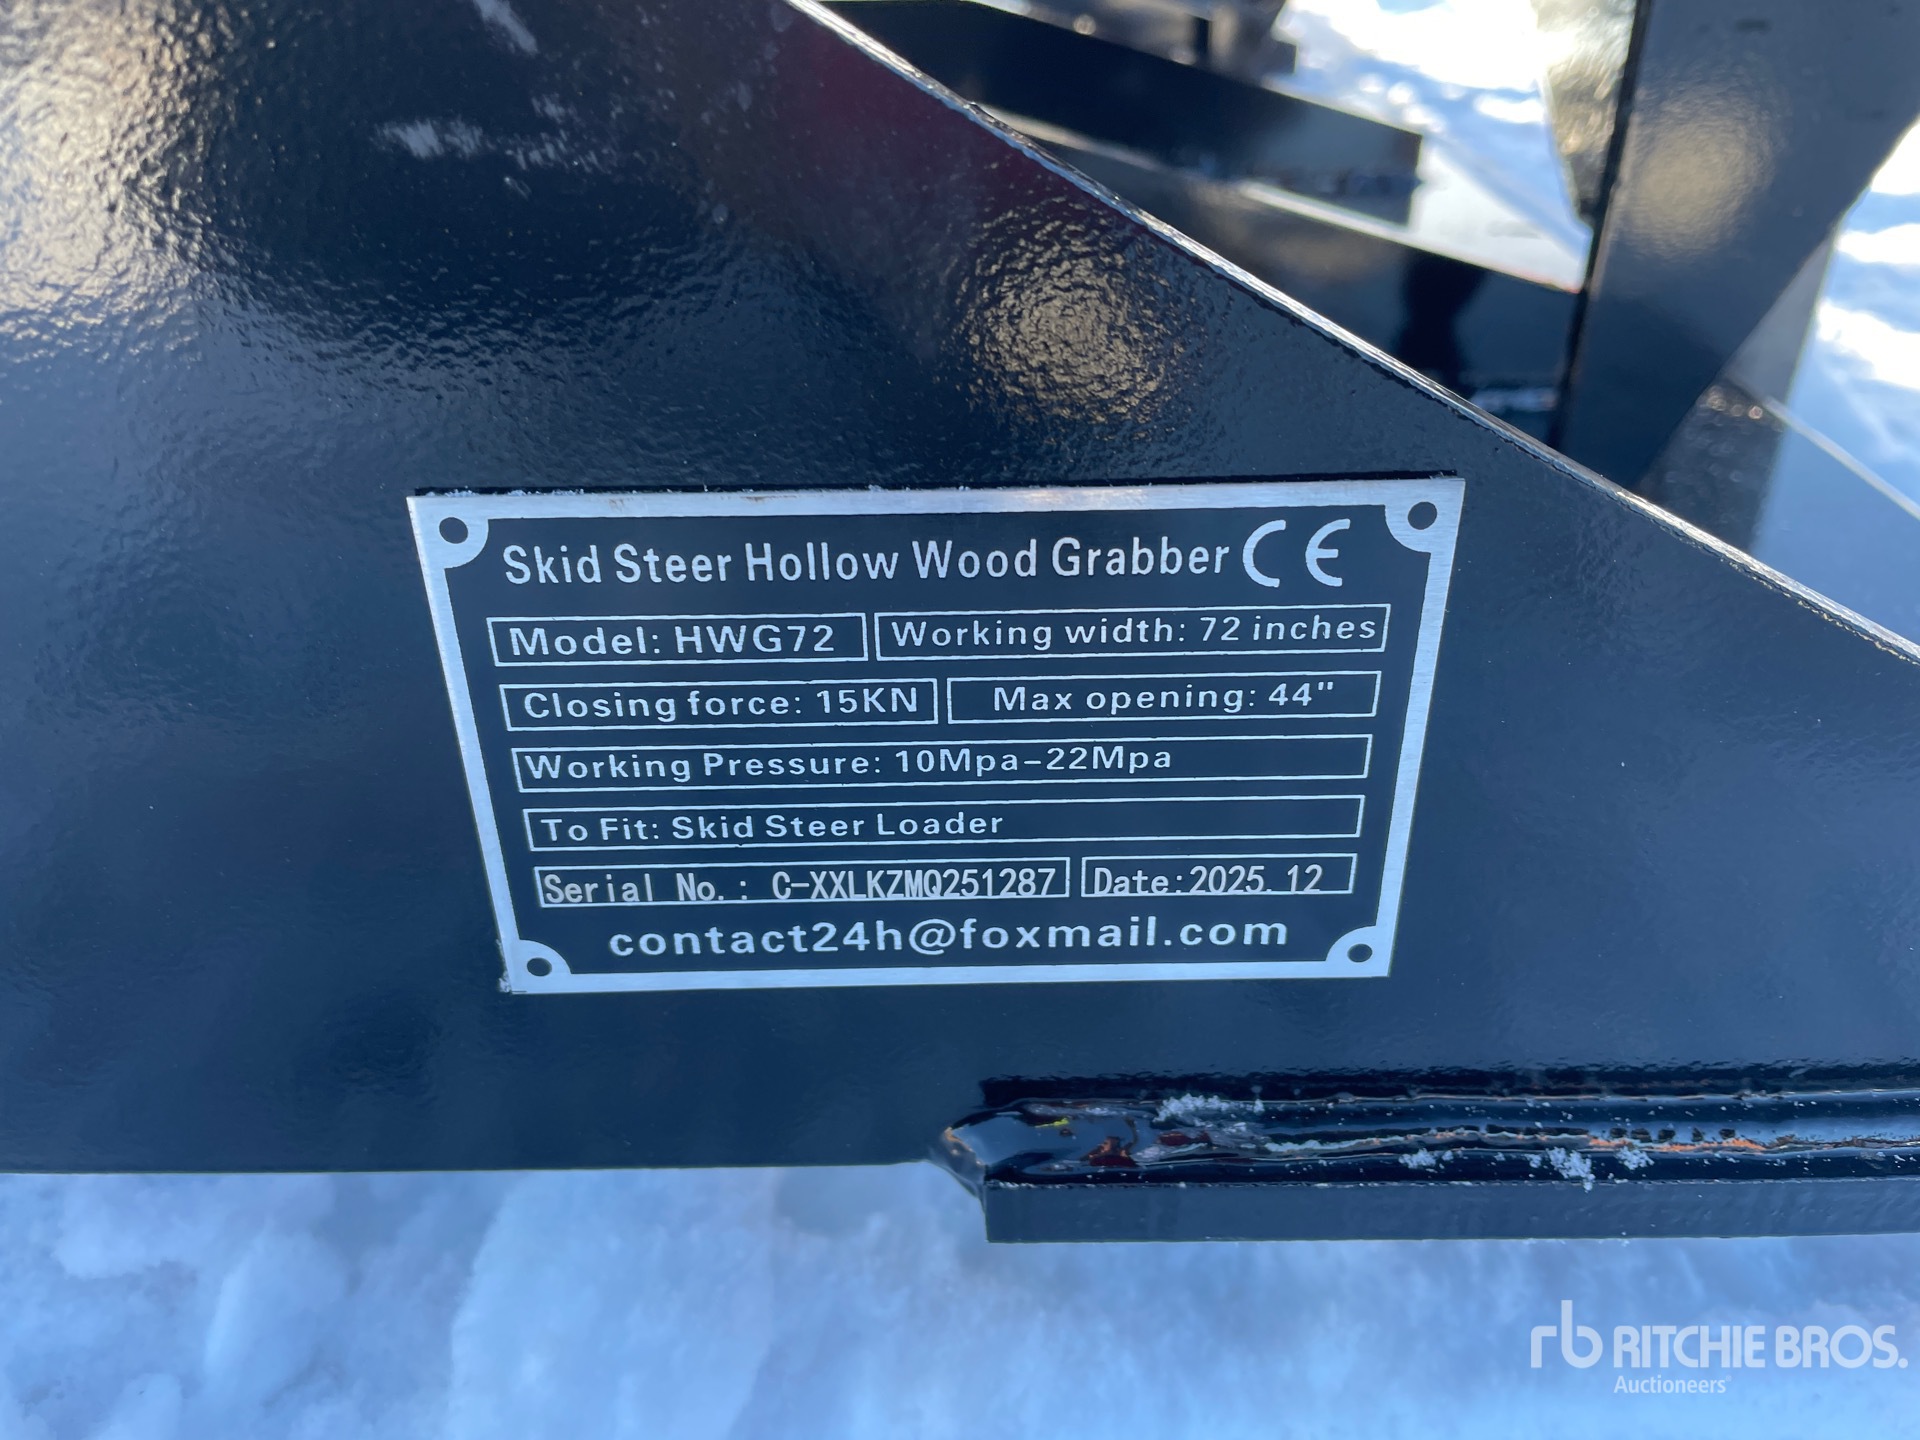 Skid Steer Hollow Wood Grabber CE
Model: HWG72 Working width: 72 inches
Closing force: 15KN Max opening: 44"
Working Pressure: 10Mpa-22Mpa
To Fit: Skid Steer Loader
Serial No.: C-XXLKZMQ251287 Date:2025.12
contact24h@foxmail.com
rb RITCHIE BROS.
Auctioneers